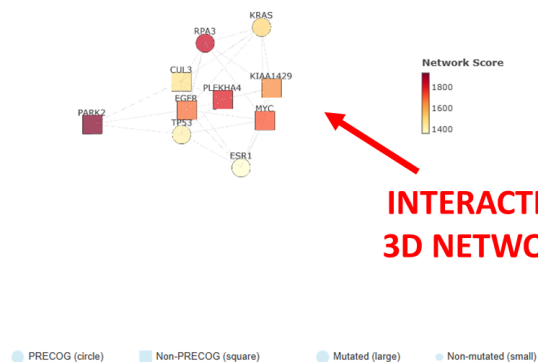 KRAS
RPA3
CUL3
KIAA1429
PLEKHA4
EGFR
MYC
PARK2
TP53
ESR1
Network Score
1800
1600
1400
INTERACTI
3D NETWO
PRECOG (circle)
Non-PRECOG (square)
Mutated (large)
Non-mutated (small)